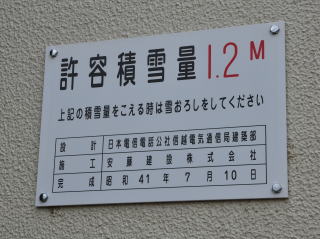 許容積雪量1.2M
上記の積雪量をこえる時は雪おろしをしてください
設計 日本電信電話公社信越電気通信局建築部
施工 安藤建設株式会社
完成 昭和41年7月10日